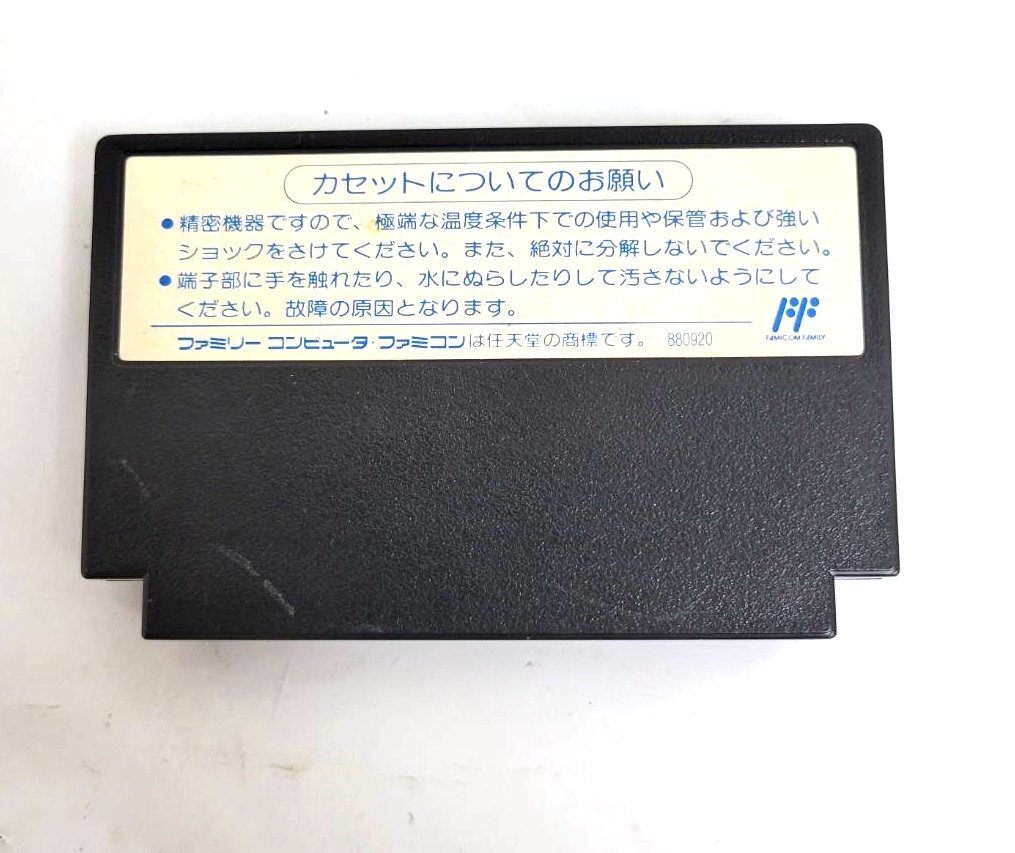 カセットについてのお願い
●精密機器ですので、極端な温度条件下での使用や保管および強い
ショックをさけてください。また、絶対に分解しないでください。
●端子部に手を触れたり、水にぬらしたりして汚さないようにして
ください。故障の原因となります。
FAMICOM FAMILY
ファミリー コンピュータ・ファミコンは任天堂の商標です。 880920